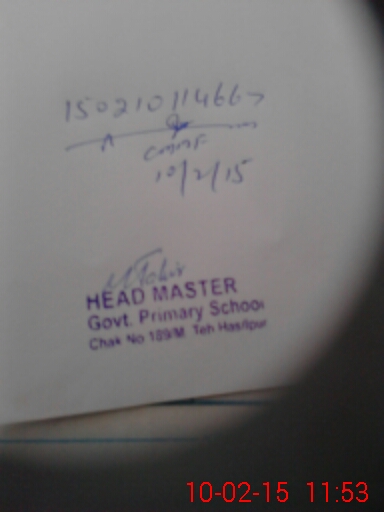 150210114667
10/2/15
HEAD MASTER
Govt. Primary School
Chak No 189/M Teh Hasilpur
10-02-15 11:53